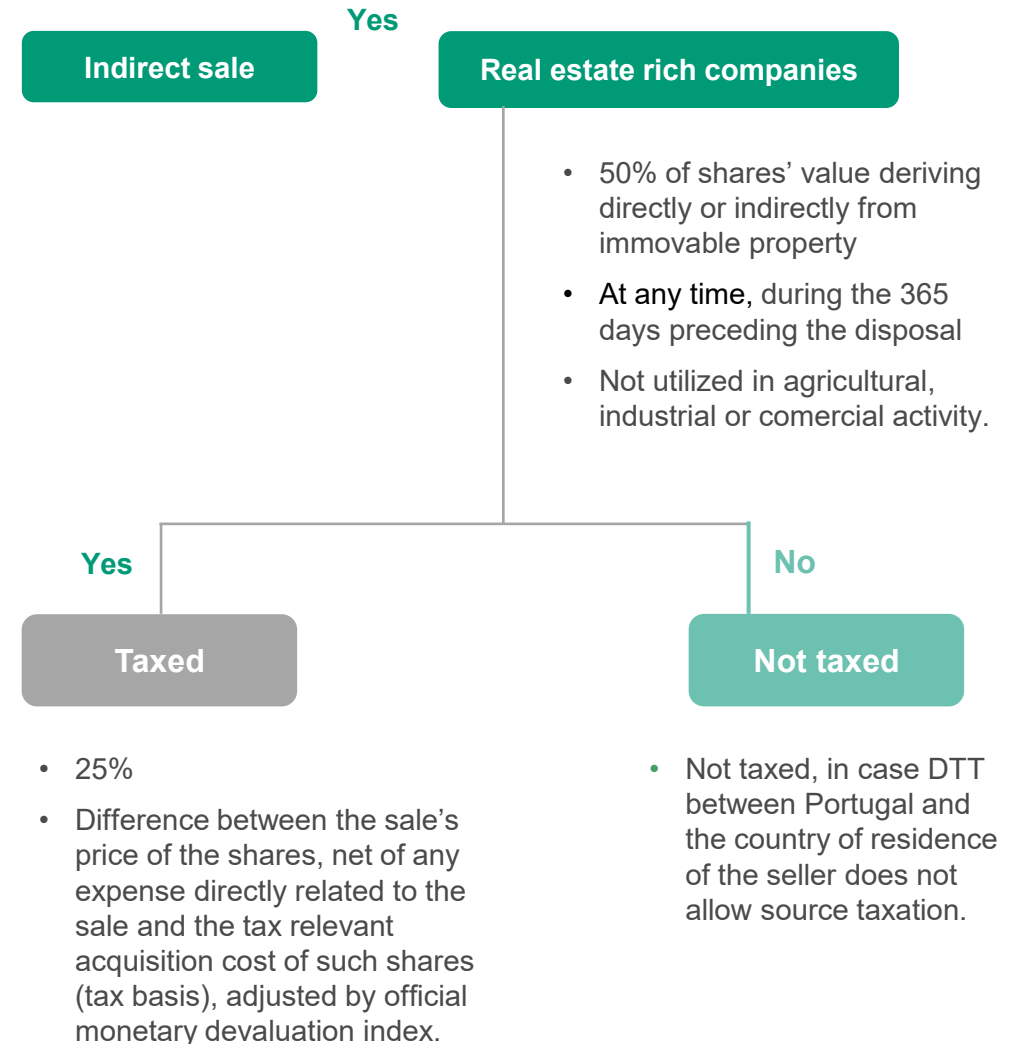 Yes
Indirect sale
Real estate rich companies
• 50% of shares’ value deriving
directly or indirectly from
immovable property
• At any time, during the 365
days preceding the disposal
• Not utilized in agricultural,
industrial or comercial activity.
Yes
No
Taxed
Not taxed
• 25%
• Difference between the sale’s
price of the shares, net of any
expense directly related to the
sale and the tax relevant
acquisition cost of such shares
(tax basis), adjusted by official
monetary devaluation index.
• Not taxed, in case DTT
between Portugal and
the country of residence
of the seller does not
allow source taxation.